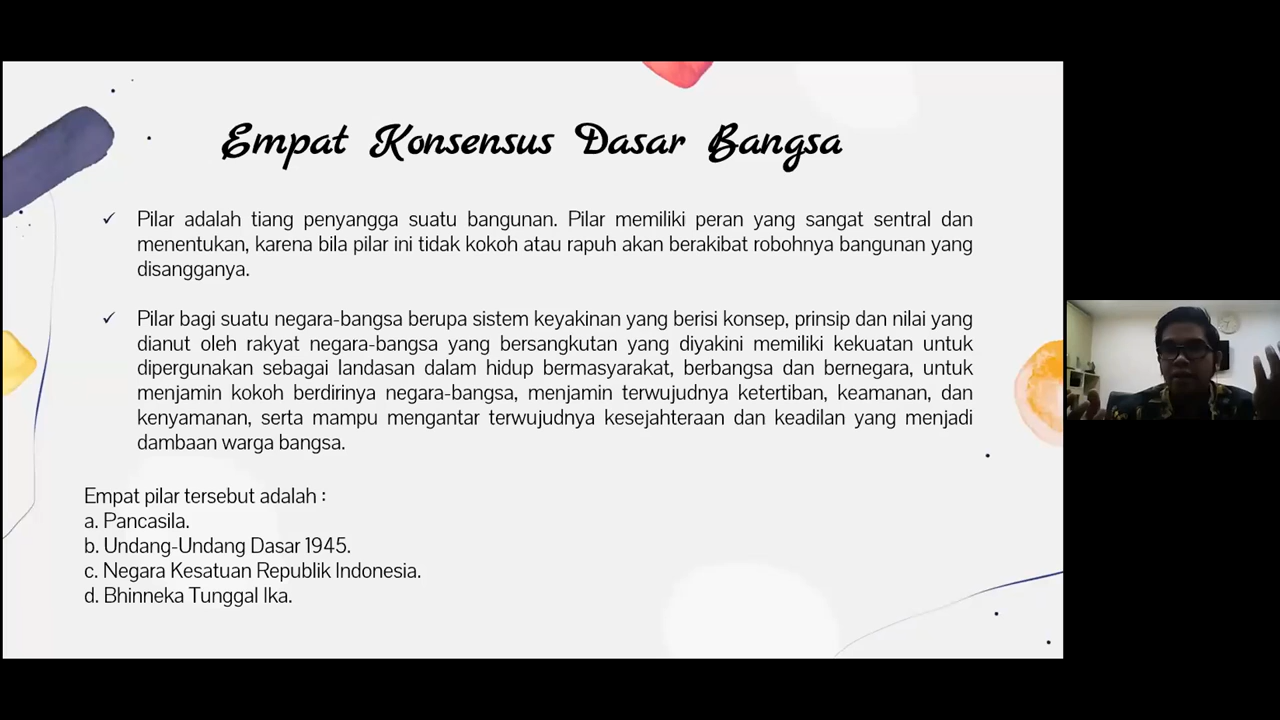 Empat Konsensus Dasar Bangsa
✓ Pilar adalah tiang penyangga suatu bangunan. Pilar memiliki peran yang sangat sentral dan
menentukan, karena bila pilar ini tidak kokoh atau rapuh akan berakibat robohnya bangunan yang
disangganya.
✓ Pilar bagi suatu negara-bangsa berupa sistem keyakinan yang berisi konsep, prinsip dan nilai yang
dianut oleh rakyat negara-bangsa yang bersangkutan yang diyakini memiliki kekuatan untuk
dipergunakan sebagai landasan dalam hidup bermasyarakat, berbangsa dan bernegara, untuk
menjamin kokoh berdirinya negara-bangsa, menjamin terwujudnya ketertiban, keamanan, dan
kenyamanan, serta mampu mengantar terwujudnya kesejahteraan dan keadilan yang menjadi
dambaan warga bangsa.
Empat pilar tersebut adalah :
a. Pancasila.
b. Undang-Undang Dasar 1945.
c. Negara Kesatuan Republik Indonesia.
d. Bhinneka Tunggal Ika.